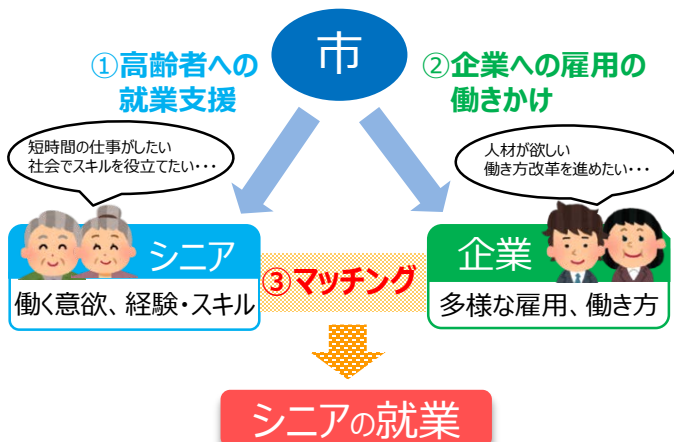 市
①高齢者への
就業支援
②企業への雇用の
働きかけ
短時間の仕事がしたい
社会でスキルを役立てたい・・・
人材が欲しい
働き方改革を進めたい・・・
シニア
働く意欲、経験・スキル
③マッチング
企業
多様な雇用、働き方
シニアの就業